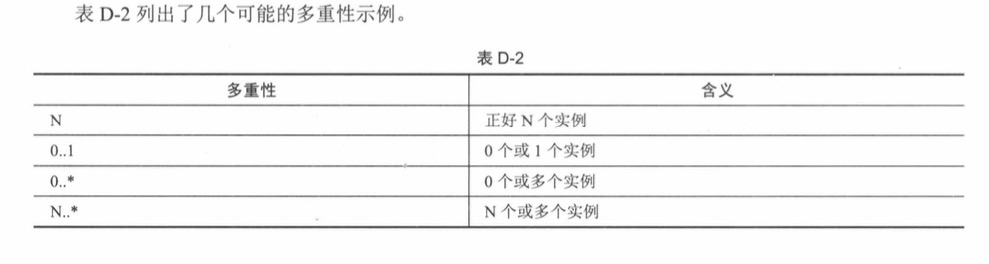 表 D-2 列出了几个可能的多重性示例。
表 D-2
多重性 含义
N 正好 N 个实例
0..1 0 个或 1 个实例
0..* 0 个或多个实例
N..* N 个或多个实例